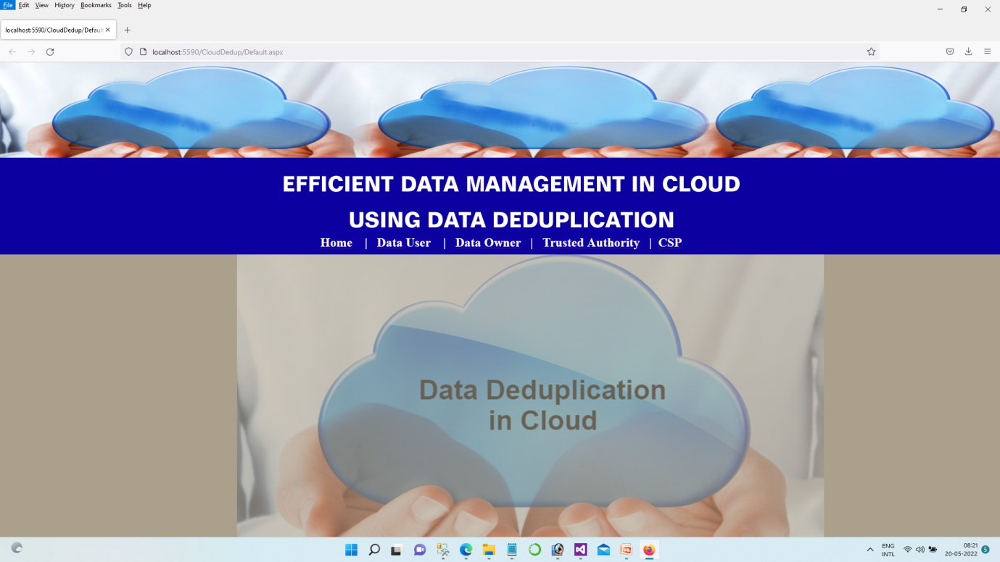 File Edit View History Bookmarks Tools Help
localhost:5590/CloudDedup/Default
localhost:5590/CloudDedup/Default.aspx
EFFICIENT DATA MANAGEMENT IN CLOUD
USING DATA DEDUPLICATION
Home | Data User | Data Owner | Trusted Authority | CSP
Data Deduplication
in Cloud
ENG
INTL
08:21
20-05-2022
5